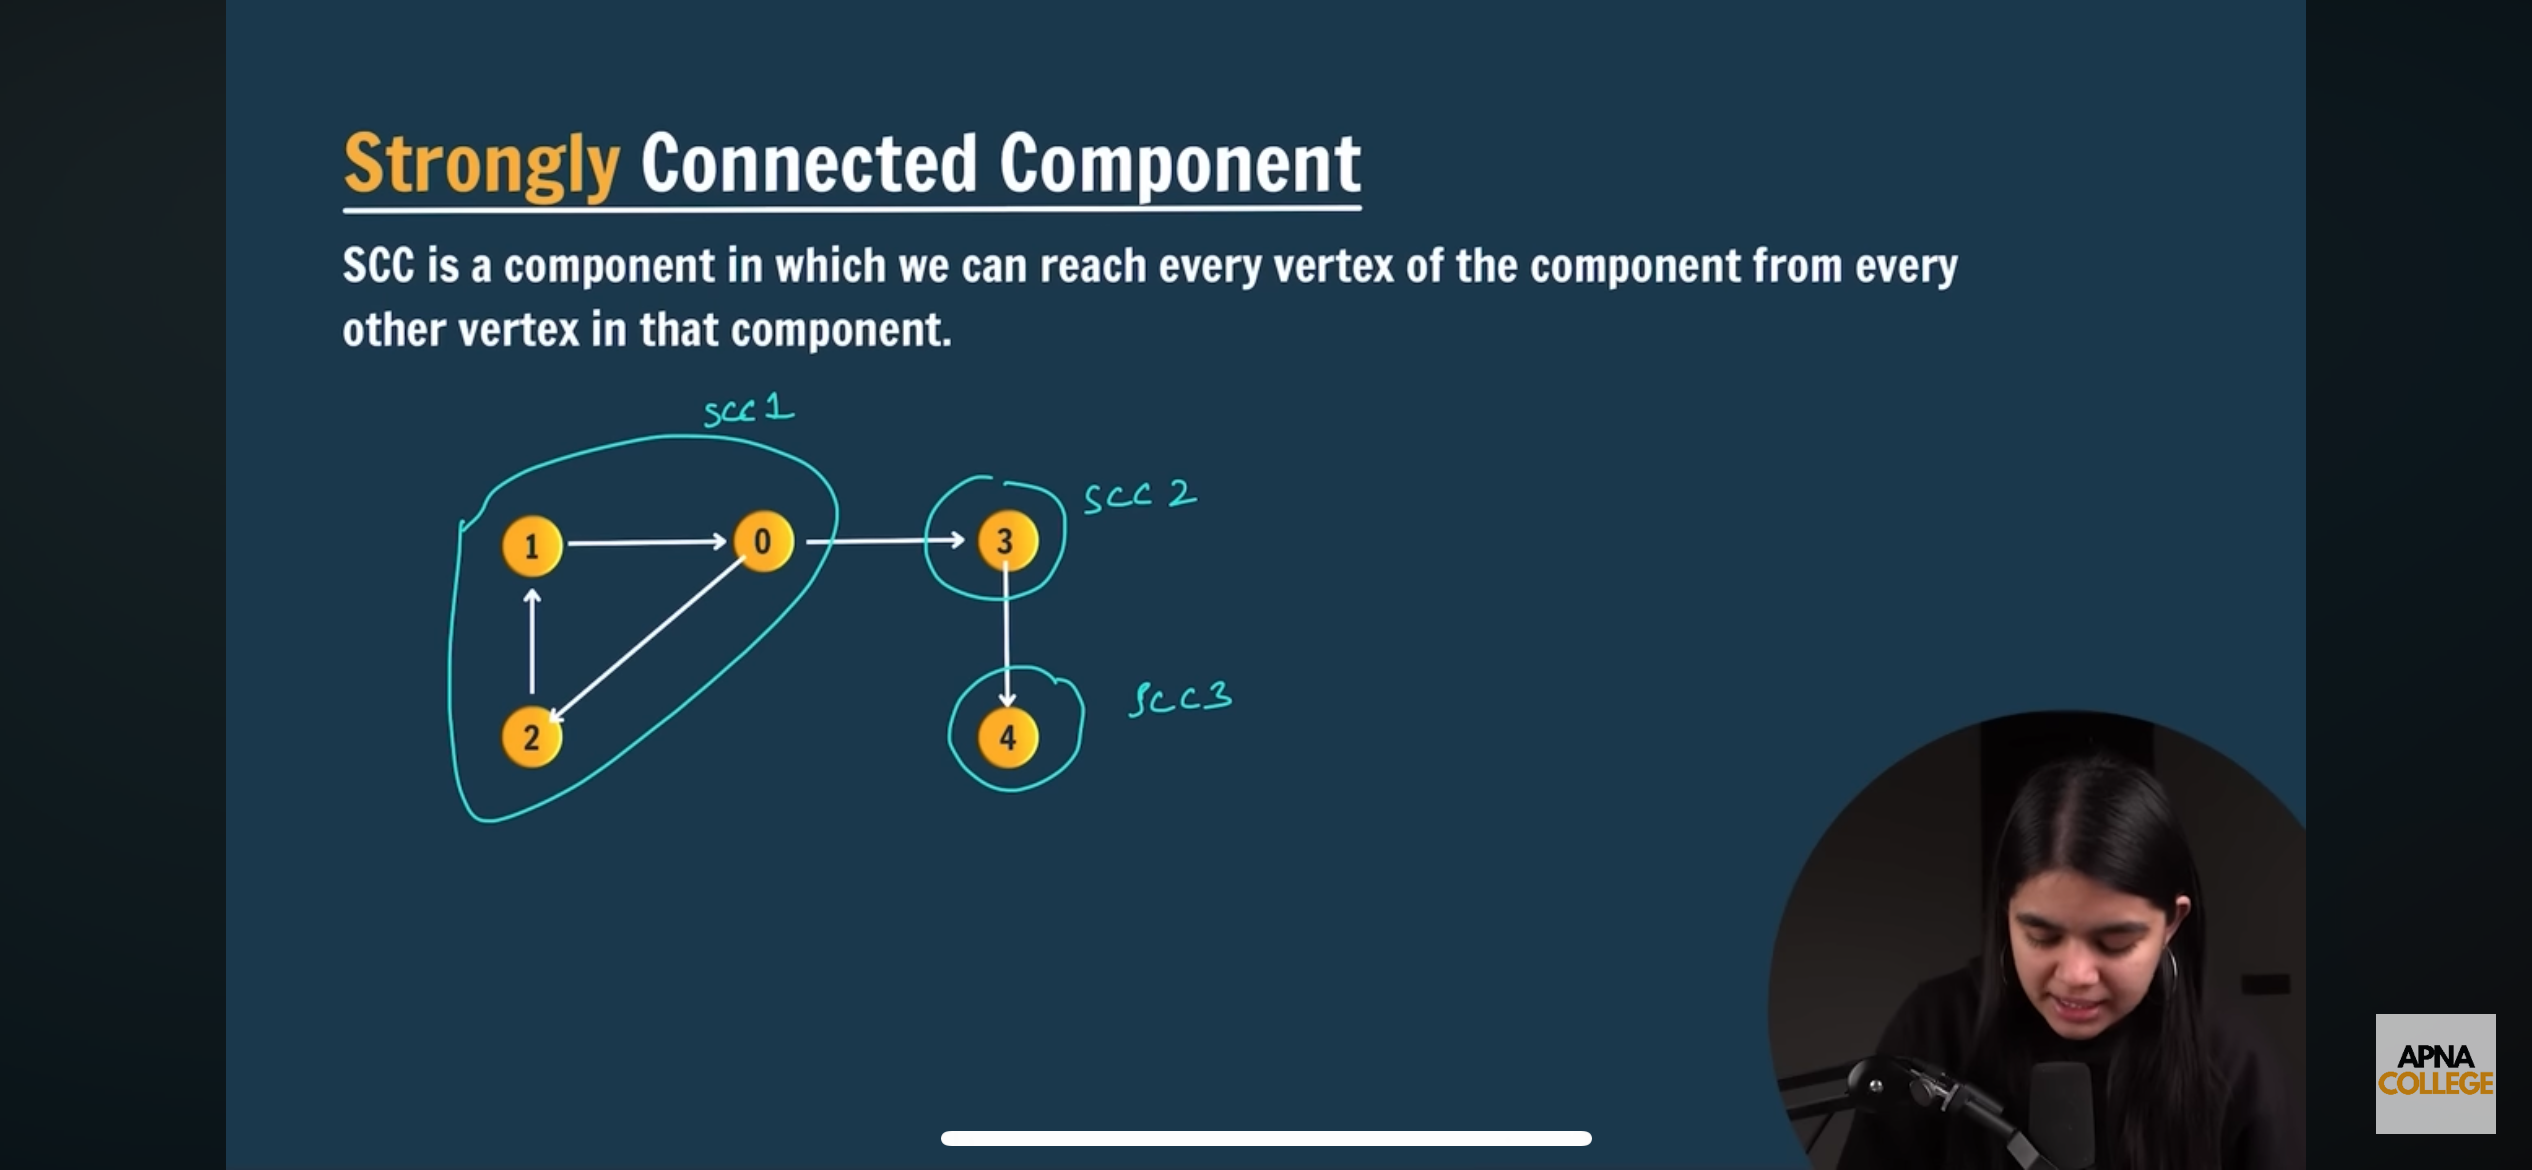 Strongly Connected Component
SCC is a component in which we can reach every vertex of the component from every
other vertex in that component.
SCC 1
SCC 2
1
0
3
SCC3
2
4
APNA
COLLEGE